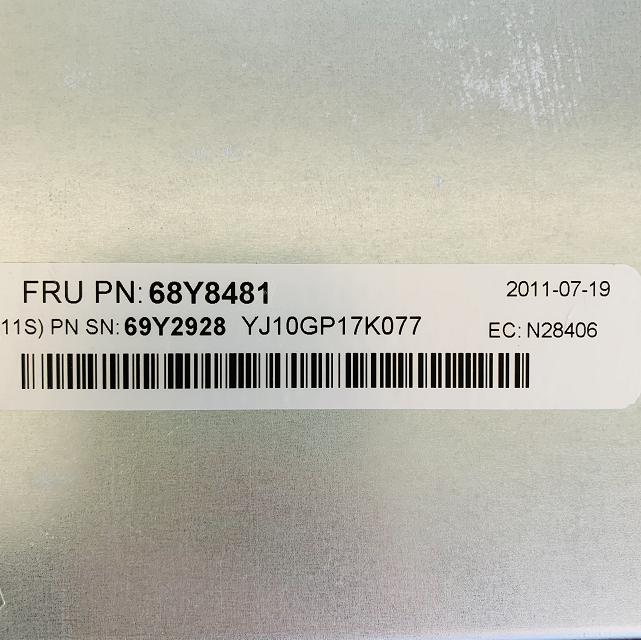 FRU PN: 68Y8481 2011-07-19
11S) PN SN: 69Y2928 YJ10GP17K077 EC: N28406